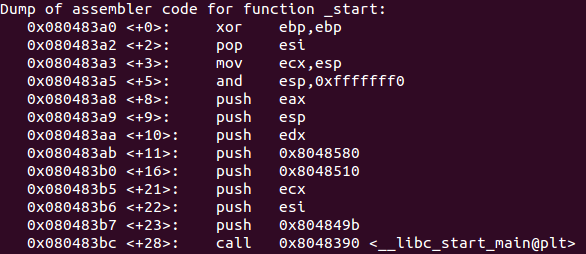 Dump of assembler code for function _start:
0x080483a0 <+0>: xor ebp,ebp
0x080483a2 <+2>: pop esi
0x080483a3 <+3>: mov ecx,esp
0x080483a5 <+5>: and esp,0xfffffff0
0x080483a8 <+8>: push eax
0x080483a9 <+9>: push esp
0x080483aa <+10>: push edx
0x080483ab <+11>: push 0x8048580
0x080483b0 <+16>: push 0x8048510
0x080483b5 <+21>: push ecx
0x080483b6 <+22>: push esi
0x080483b7 <+23>: push 0x804849b
0x080483bc <+28>: call 0x8048390 <__libc_start_main@plt>